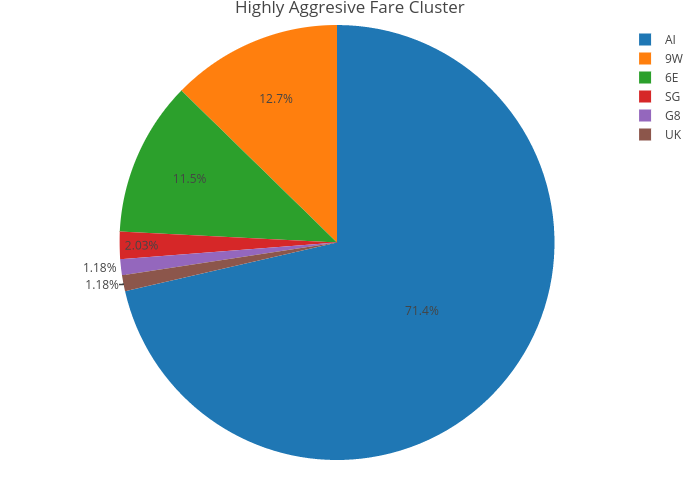 Highly Aggresive Fare Cluster
AI
9W
6E
SG
G8
UK
12.7%
11.5%
2.03%
1.18%
1.18%
71.4%